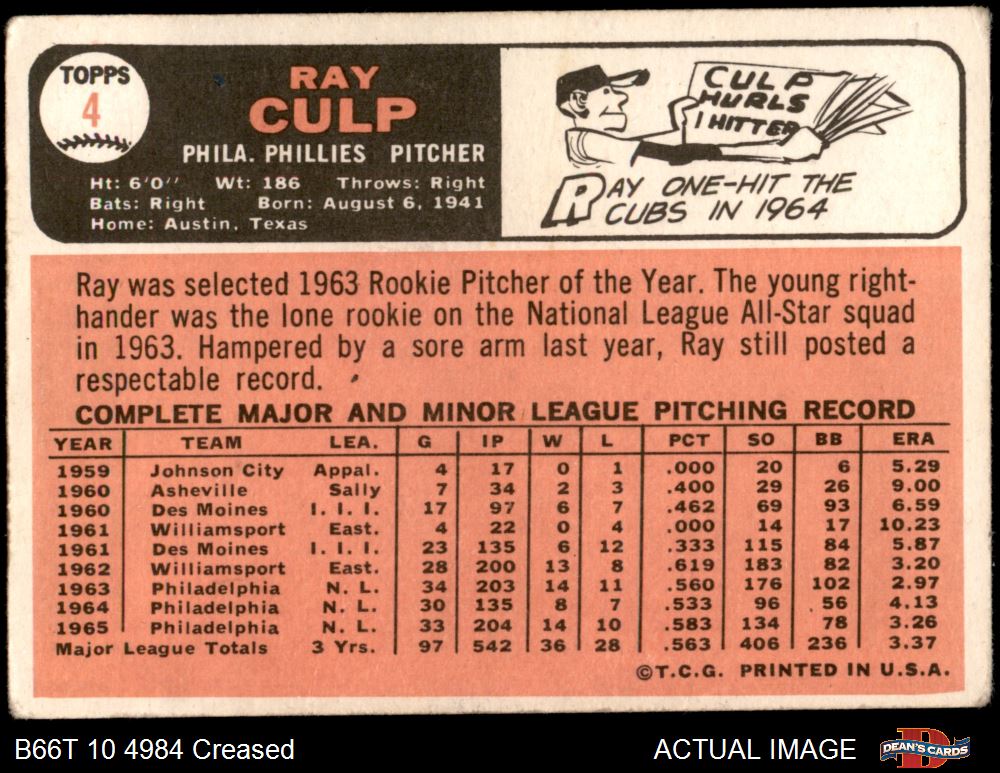 TOPPS
4
RAY
CULP
PHILA. PHILLIES PITCHER
Ht: 6'0'' Wt: 186 Throws: Right
Bats: Right Born: August 6, 1941
Home: Austin, Texas
CULP
HURLS
1 HITTER
RAY ONE-HIT THE
CUBS IN 1964
Ray was selected 1963 Rookie Pitcher of the Year. The young right-
hander was the lone rookie on the National League All-Star squad
in 1963. Hampered by a sore arm last year, Ray still posted a
respectable record.
COMPLETE MAJOR AND MINOR LEAGUE PITCHING RECORD
YEAR TEAM LEA. G IP W L PCT SO BB ERA
1959 Johnson City Appal. 4 17 0 1 .000 20 6 5.29
1960 Asheville Sally 7 34 2 3 .400 29 26 9.00
1960 Des Moines I. I. I. 17 97 6 7 .462 69 93 6.59
1961 Williamsport East. 4 22 0 4 .000 14 17 10.23
1961 Des Moines I. I. I. 23 135 6 12 .333 115 84 5.87
1962 Williamsport East. 28 200 13 8 .619 183 82 3.20
1963 Philadelphia N. L. 34 203 14 11 .560 176 102 2.97
1964 Philadelphia N. L. 30 135 8 7 .533 96 56 4.13
1965 Philadelphia N. L. 33 204 14 10 .583 134 78 3.26
Major League Totals 3 Yrs. 97 542 36 28 .563 406 236 3.37
©T.C.G. PRINTED IN U.S.A.
B66T 10 4984 Creased
ACTUAL IMAGE
DEAN'S CARDS